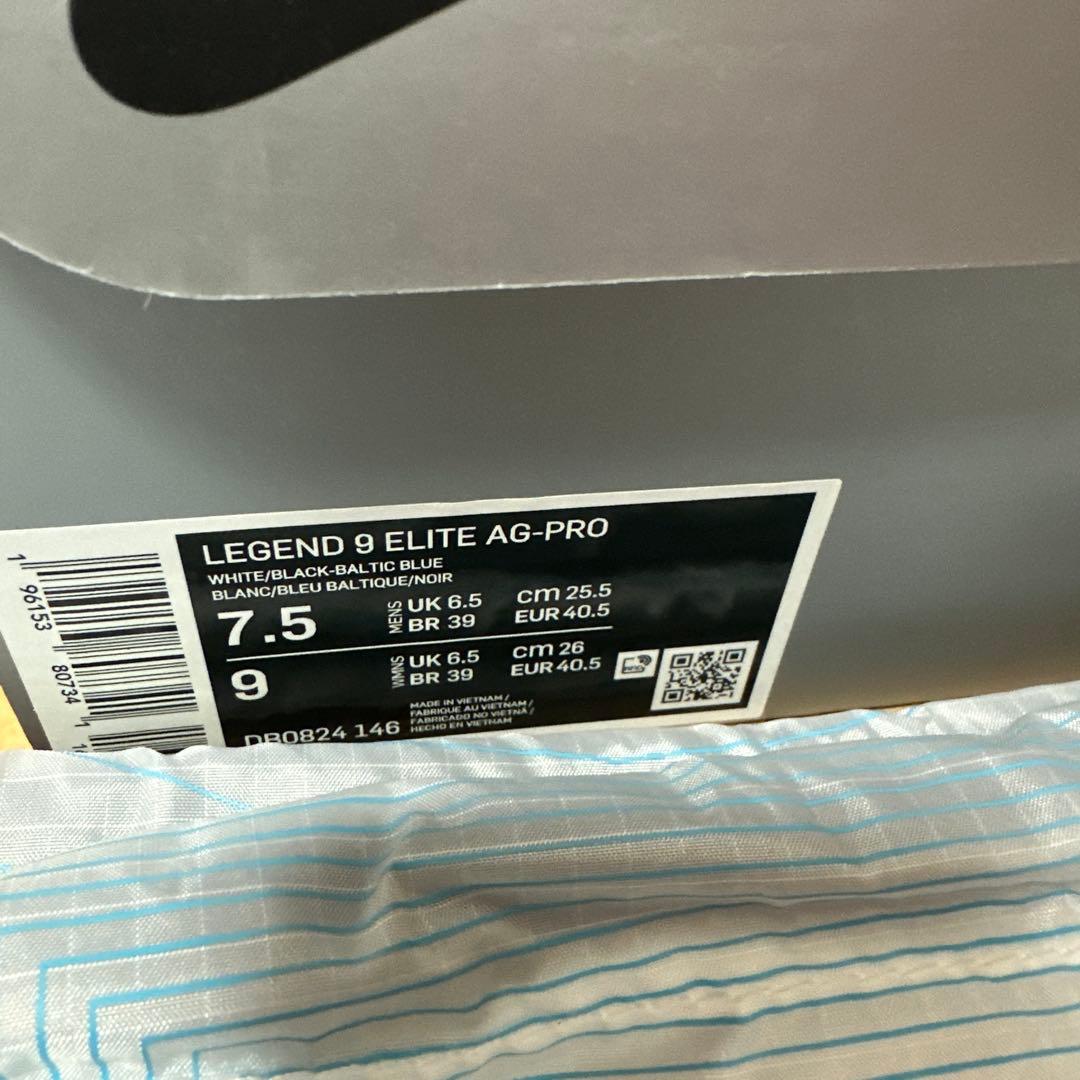 LEGEND 9 ELITE AG-PRO
WHITE/BLACK-BALTIC BLUE
BLANC/BLEU BALTIQUE/NOIR
7.5 MENS UK 6.5 cm 25.5
BR 39 EUR 40.5
9 WMNS UK 6.5 cm 26
BR 39 EUR 40.5
DR0824 146
MADE IN VIETNAM /
FABRIQUE AU VIETNAM /
FABRICADO NO VIETNÃ /
HECHO EN VIETNAM
1 96153 80734 1